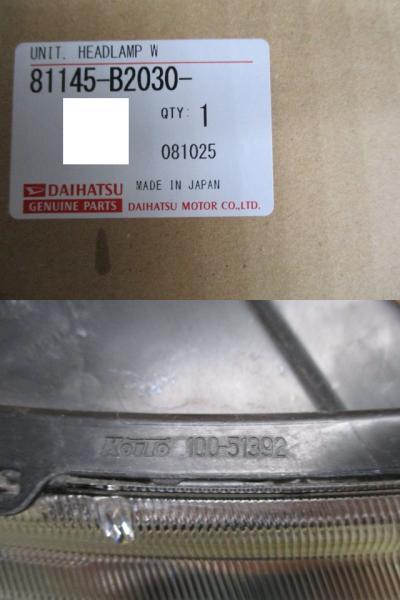 UNIT, HEADLAMP W
81145-B2030-
QTY: 1
081025
DAIHATSU MADE IN JAPAN
GENUINE PARTS DAIHATSU MOTOR CO.,LTD.
KOITO 100-51392